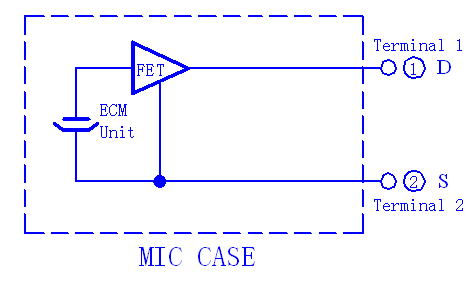 Terminal 1
FET
1 D
ECM
Unit
2 S
Terminal 2
MIC CASE